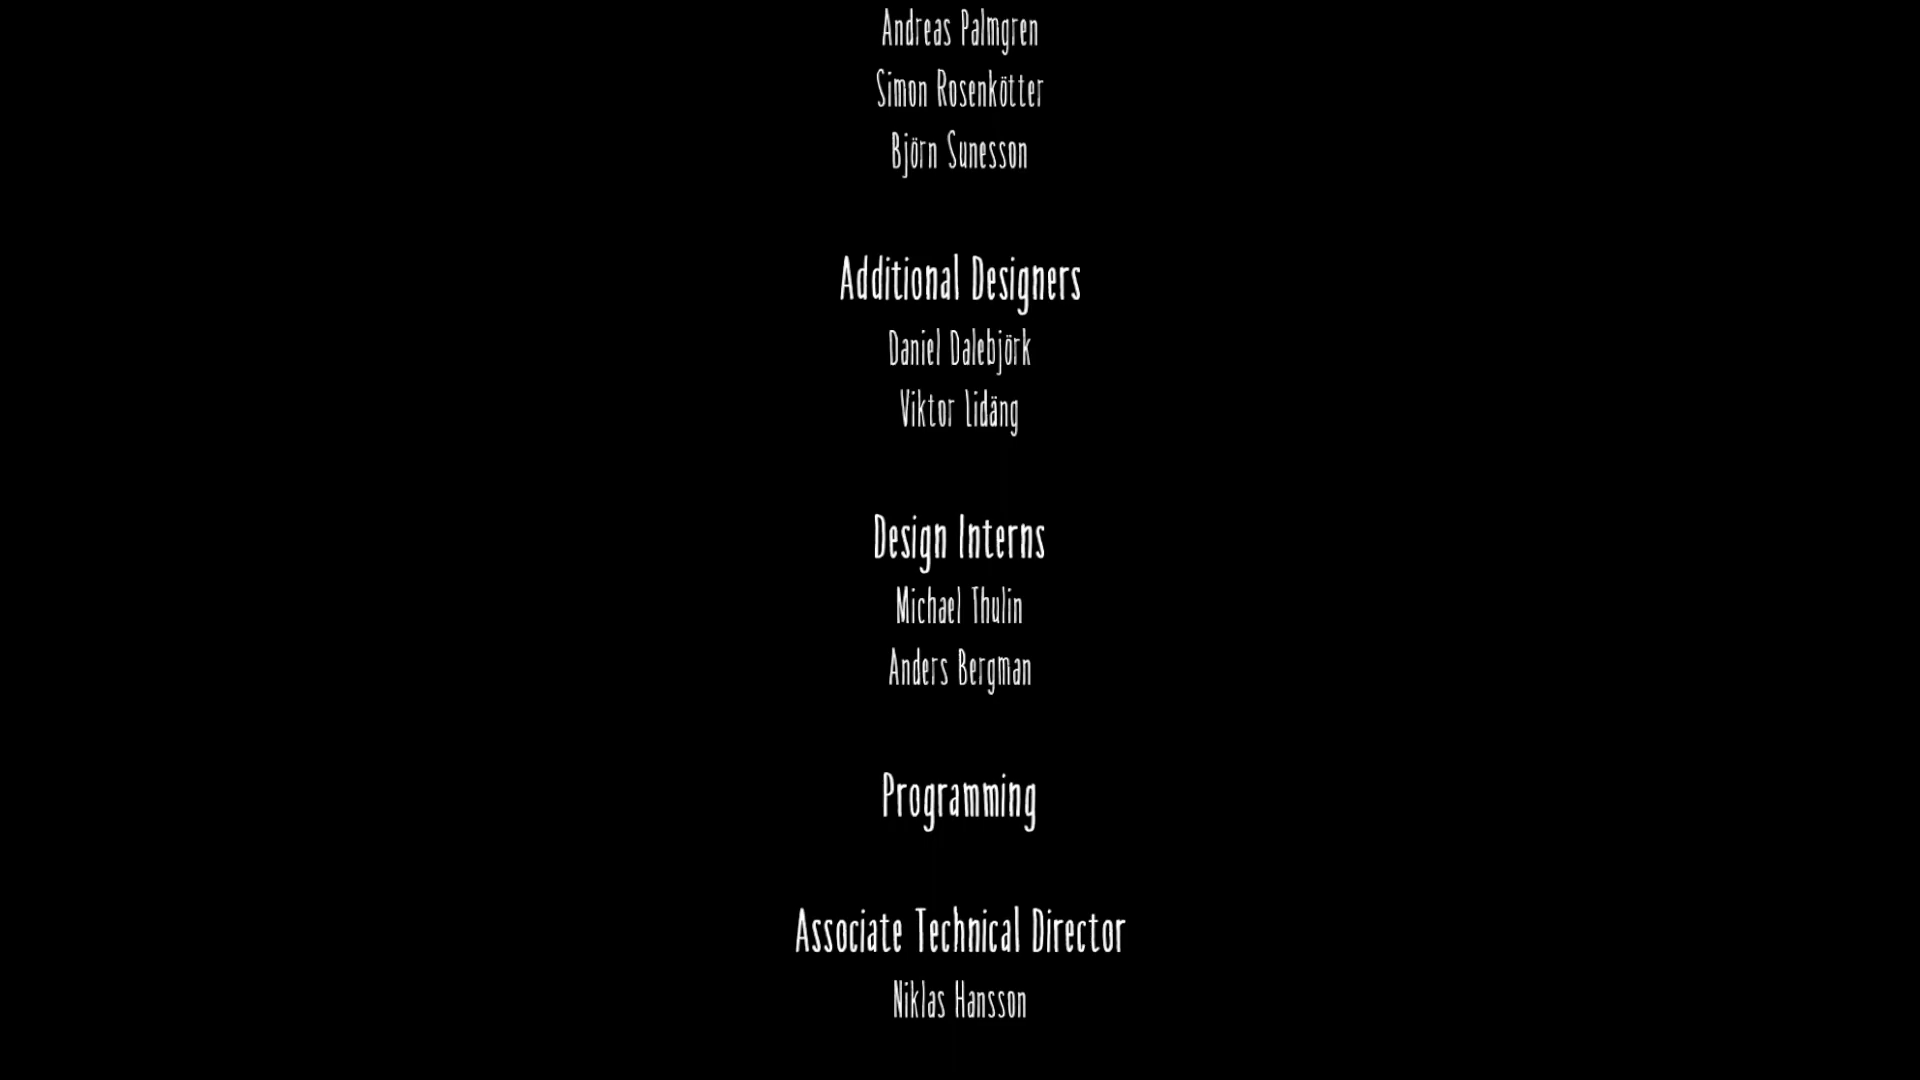 Andreas Palmgren
Simon Rosenkötter
Björn Sunesson
Additional Designers
Daniel Dalebjörk
Viktor Lidäng
Design Interns
Michael Thulin
Anders Bergman
Programming
Associate Technical Director
Niklas Hansson